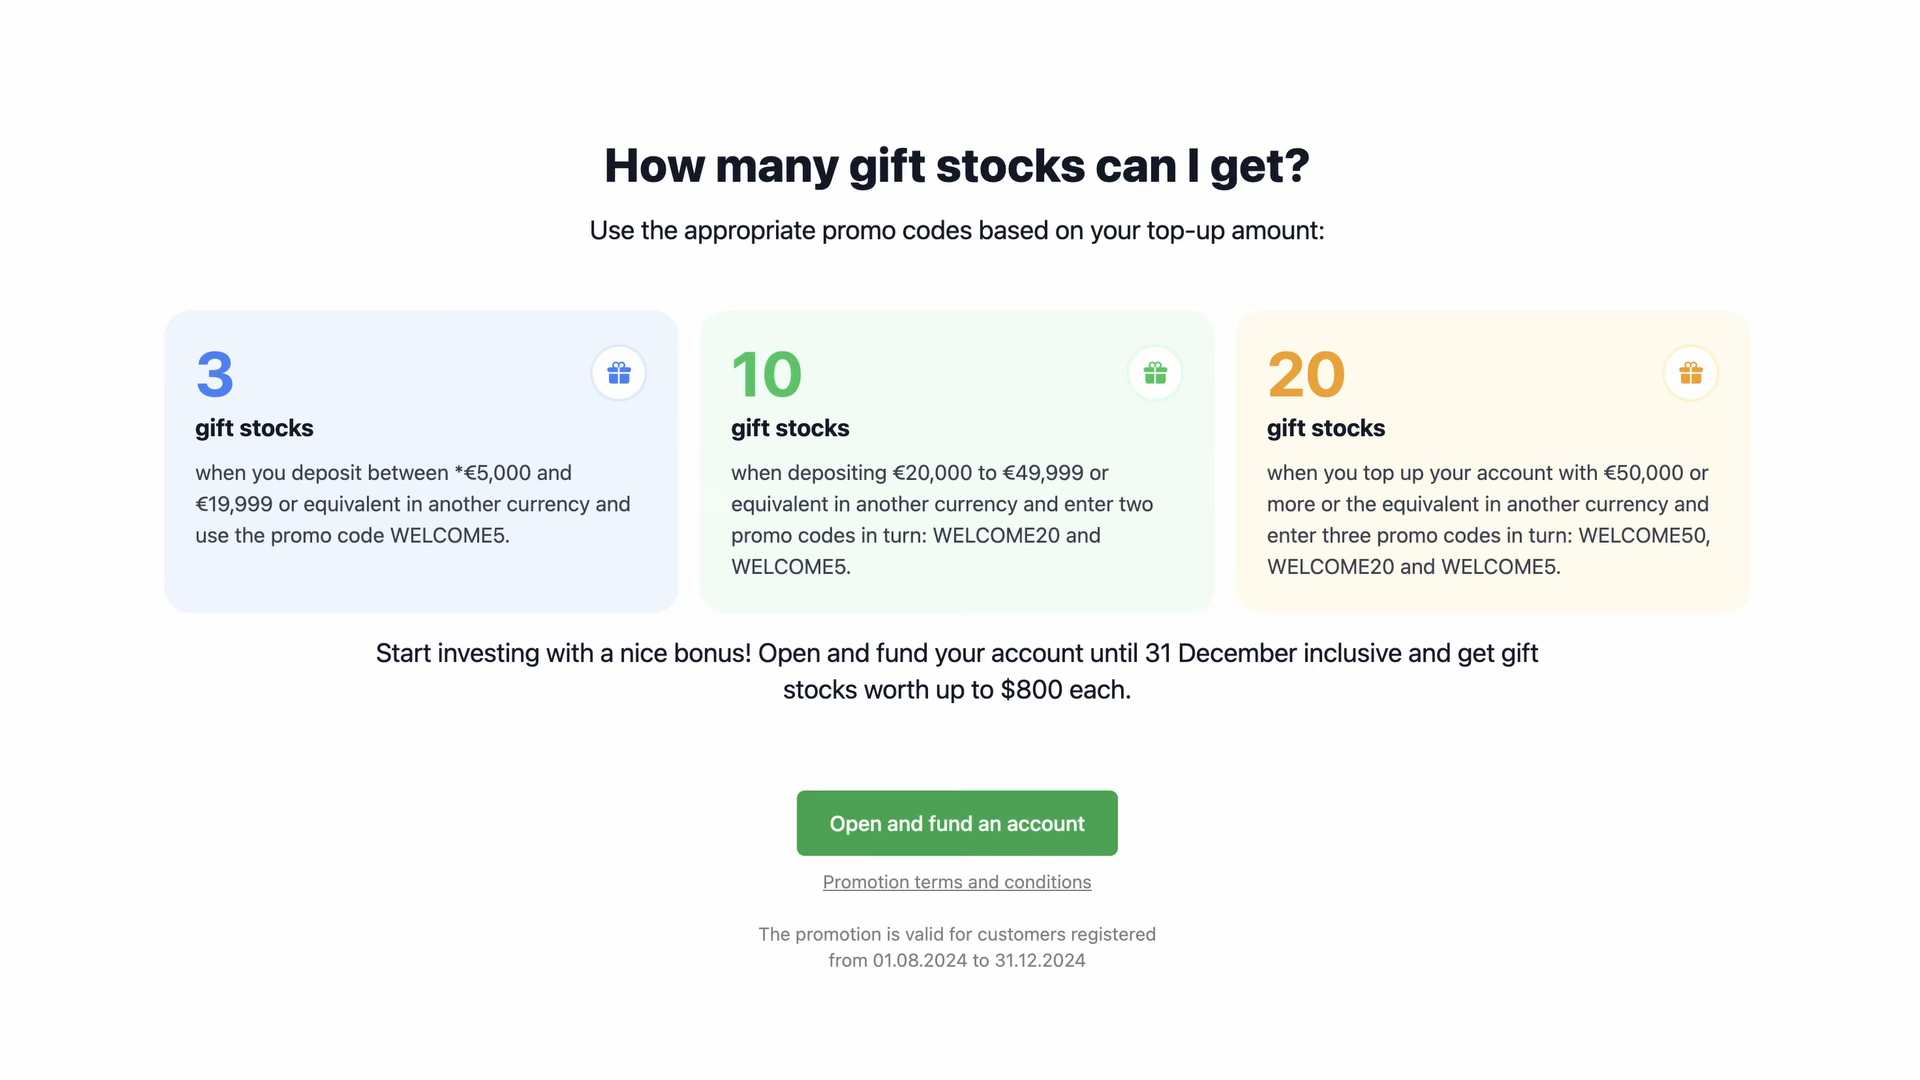 How many gift stocks can I get?
Use the appropriate promo codes based on your top-up amount:
3
gift stocks
when you deposit between *€5,000 and
€19,999 or equivalent in another currency and
use the promo code WELCOME5.
10
gift stocks
when depositing €20,000 to €49,999 or
equivalent in another currency and enter two
promo codes in turn: WELCOME20 and
WELCOME5.
20
gift stocks
when you top up your account with €50,000 or
more or the equivalent in another currency and
enter three promo codes in turn: WELCOME50,
WELCOME20 and WELCOME5.
Start investing with a nice bonus! Open and fund your account until 31 December inclusive and get gift
stocks worth up to $800 each.
Open and fund an account
Promotion terms and conditions
The promotion is valid for customers registered
from 01.08.2024 to 31.12.2024